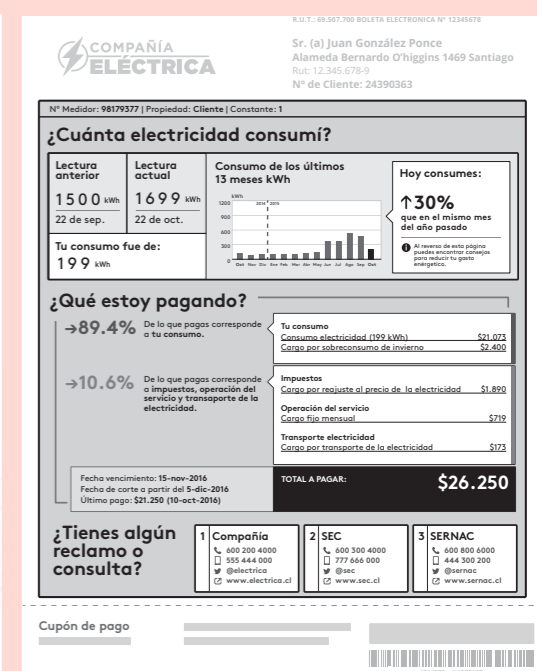 R.U.T.: 69.507.700 BOLETA ELECTRONICA Nº 12345678
COMPAÑÍA
ELÉCTRICA
Sr. (a) Juan González Ponce
Alameda Bernardo O'higgins 1469 Santiago
Rut: 12.345.678-9
Nº de Cliente: 24390363
Nº Medidor: 98179377 | Propiedad: Cliente | Constante: 1
¿Cuánta electricidad consumí?
Lectura anterior
1500 kWh
22 de sep.
Lectura actual
1699 kWh
22 de oct.
Tu consumo fue de:
199 kWh
Consumo de los últimos
13 meses kWh
kWh
1200
900
600
300
0
2014 2015
Oct Nov Dic Ene Feb Mar Abr May Jun Jul Ago Sep Oct
Hoy consumes:
↑30%
que en el mismo mes
del año pasado
Al reverso de esta página
puedes encontrar consejos
para reducir tu gasto
énergético.
¿Qué estoy pagando?
→89.4%
De lo que pagas corresponde
a tu consumo.
Tu consumo
Consumo electricidad (199 kWh) $21.073
Cargo por sobreconsumo de invierno $2.400
→10.6%
De lo que pagas corresponde
a impuestos, operación del
servicio y transaporte de la
electricidad.
Impuestos
Cargo por reajuste al precio de la electricidad $1.890
Operación del servicio
Cargo fijo mensual $719
Transporte electricidad
Cargo por transporte de la electricidad $173
Fecha vencimiento: 15-nov-2016
Fecha de corte a partir del 5-dic-2016
Último pago: $21.250 (10-oct-2016)
TOTAL A PAGAR: $26.250
¿Tienes algún
reclamo o
consulta?
1 Compañía
600 200 4000
555 444 000
@electrica
www.electrica.cl
2 SEC
600 300 4000
777 666 000
@sec
www.sec.cl
3 SERNAC
600 800 6000
444 300 200
@sernac
www.sernac.cl
Cupón de pago